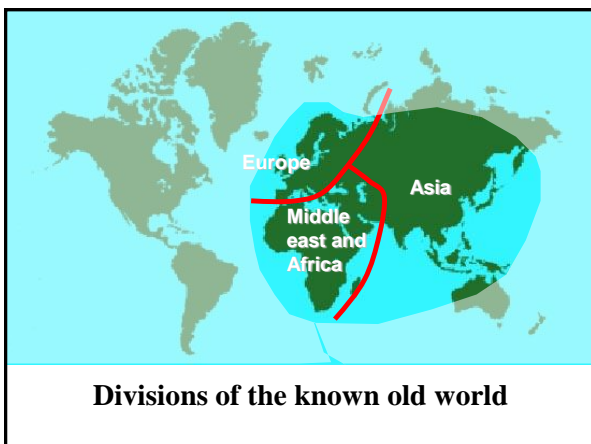 Europe
Asia
Middle
east and
Africa
Divisions of the known old world